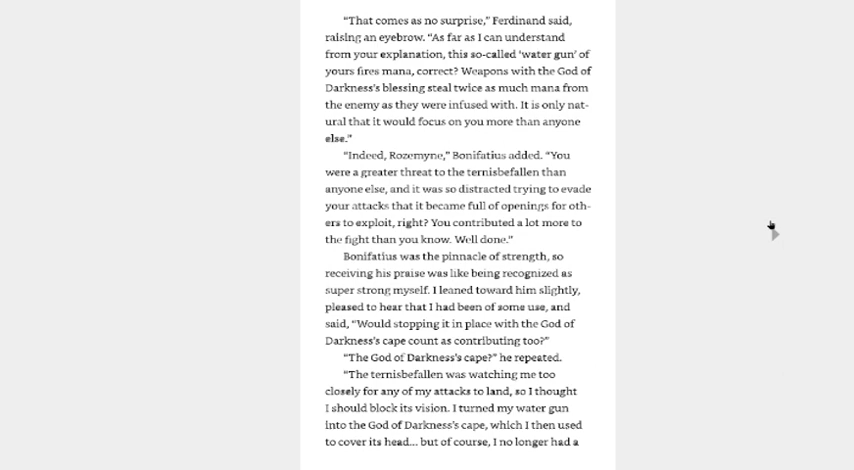 “That comes as no surprise,” Ferdinand said,
raising an eyebrow. “As far as I can understand
from your explanation, this so-called ‘water gun’ of
yours fires mana, correct? Weapons with the God of
Darkness’s blessing steal twice as much mana from
the enemy as they were infused with. It is only nat-
ural that it would focus on you more than anyone
else.”
“Indeed, Rozemyne,” Bonifatius added. “You
were a greater threat to the ternisbefallen than
anyone else, and it was so distracted trying to evade
your attacks that it became full of openings for oth-
ers to exploit, right? You contributed a lot more to
the fight than you know. Well done.”
Bonifatius was the pinnacle of strength, so
receiving his praise was like being recognized as
super strong myself. I leaned toward him slightly,
pleased to hear that I had been of some use, and
said, “Would stopping it in place with the God of
Darkness’s cape count as contributing too?”
“The God of Darkness’s cape?” he repeated.
“The ternisbefallen was watching me too
closely for any of my attacks to land, so I thought
I should block its vision. I turned my water gun
into the God of Darkness’s cape, which I then used
to cover its head... but of course, I no longer had a